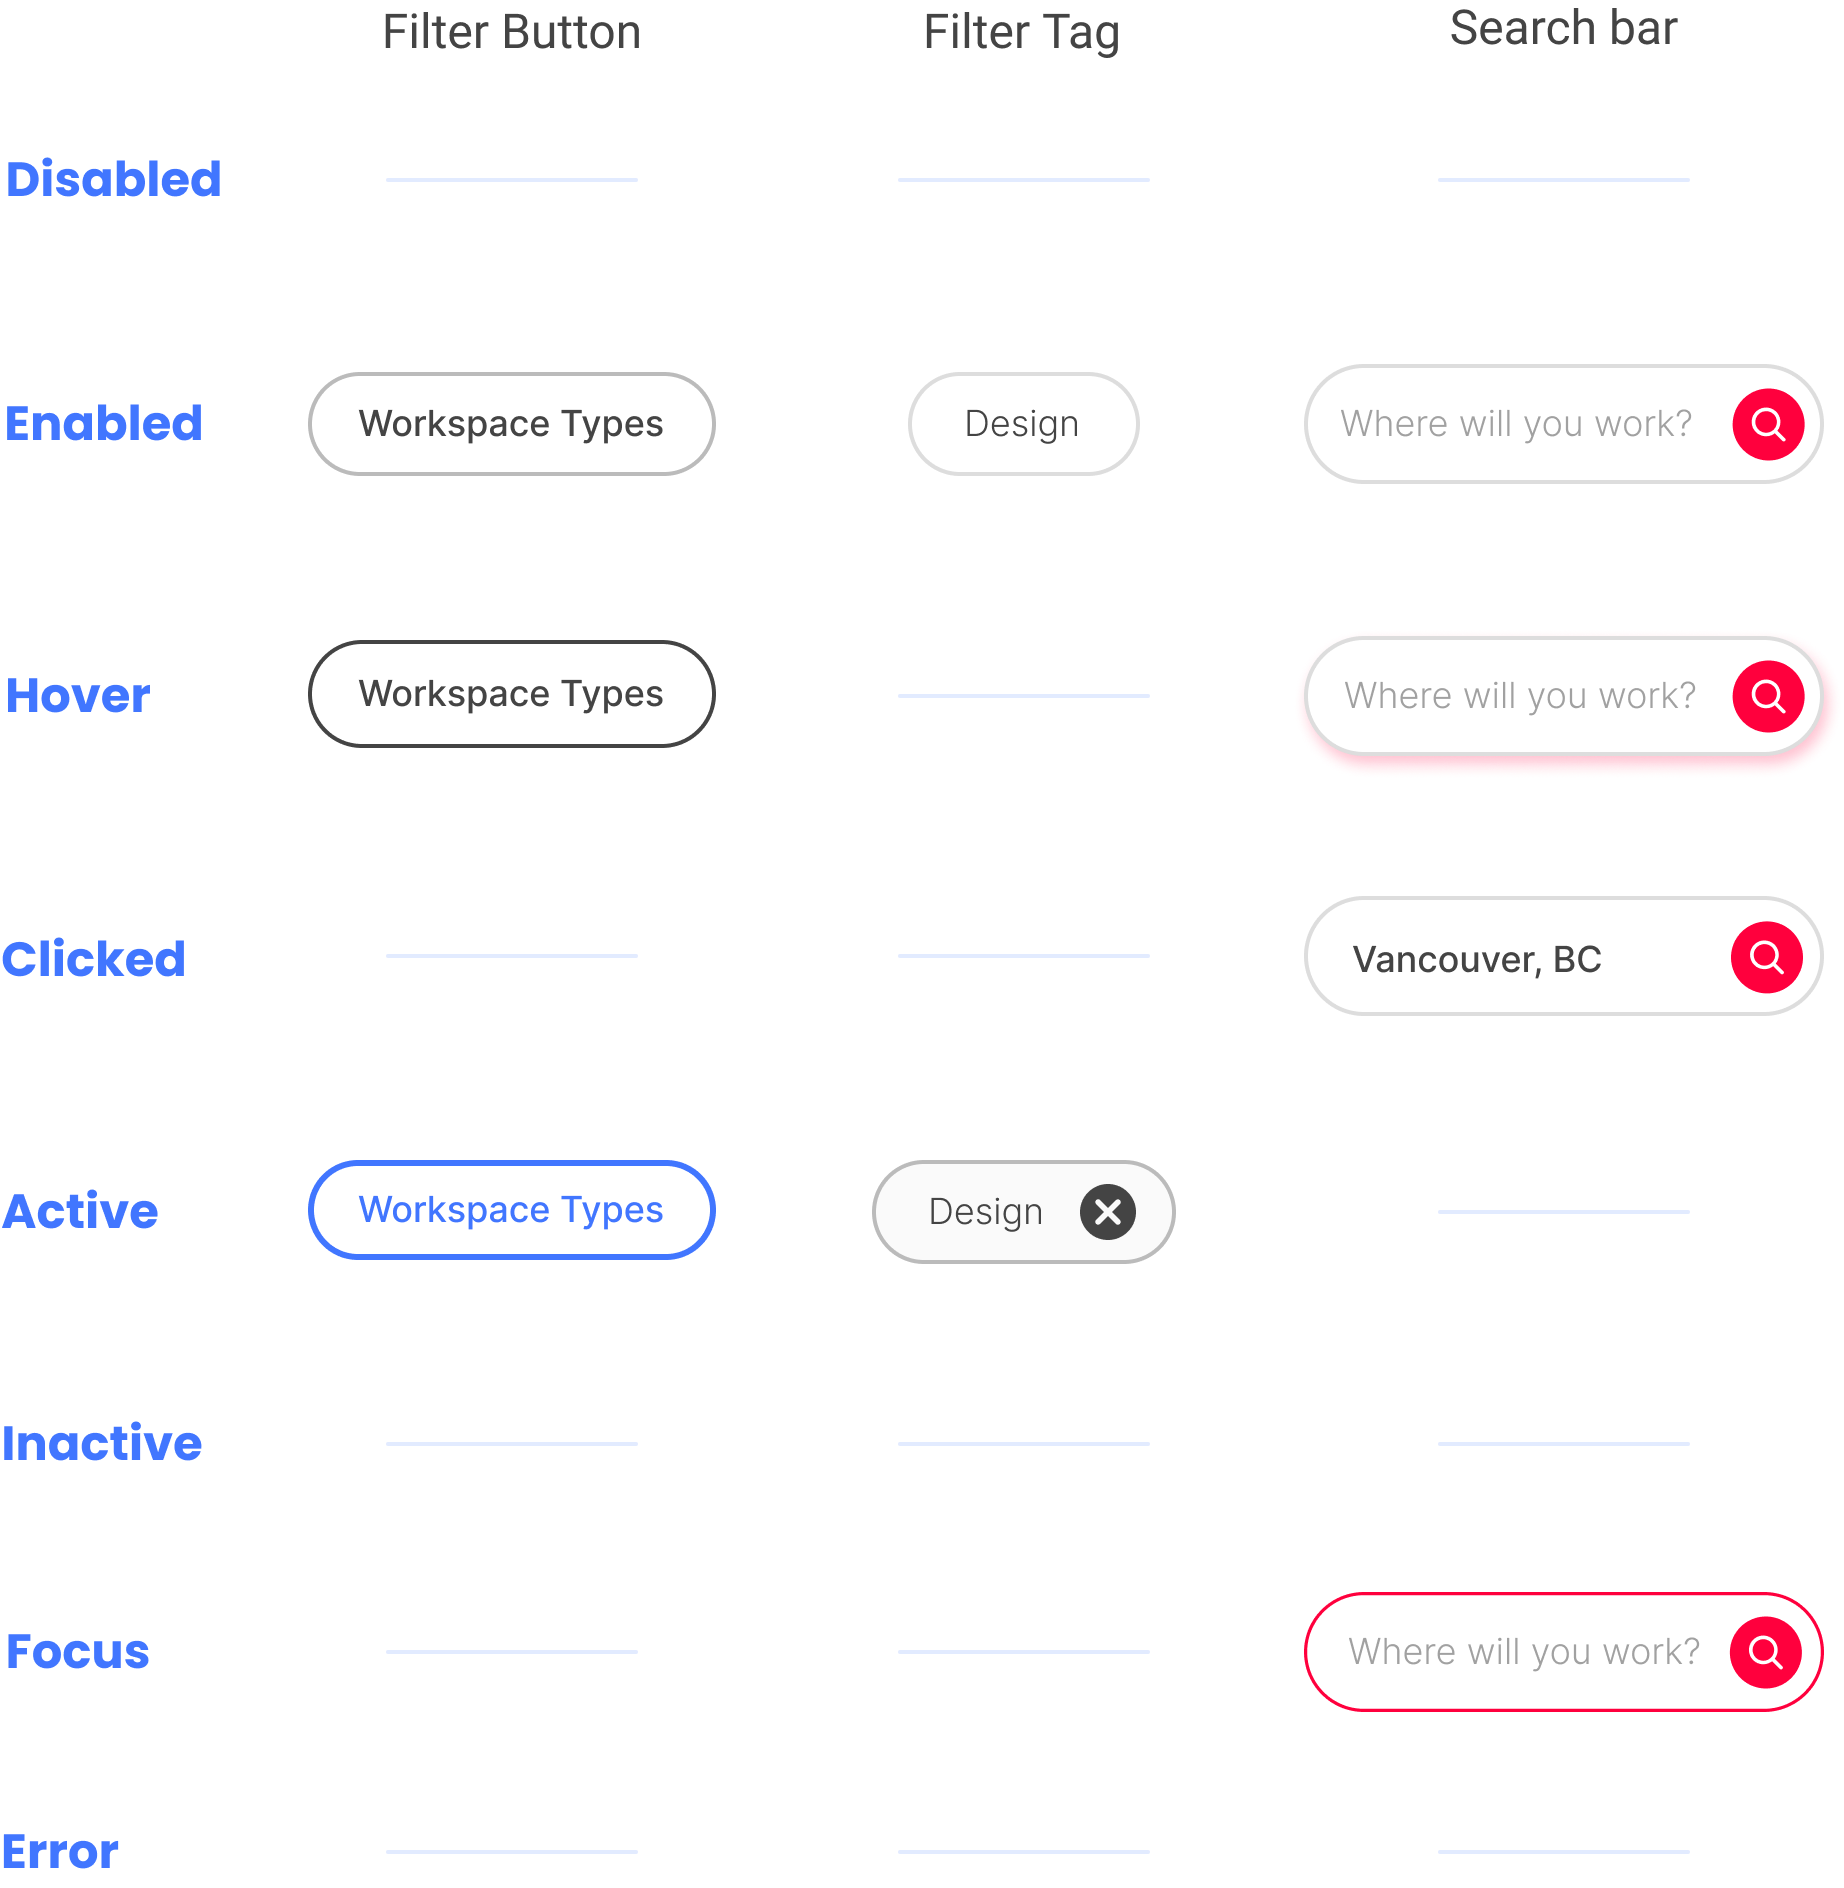 Filter Button Filter Tag Search bar
Disabled
Enabled Workspace Types Design Where will you work?
Hover Workspace Types Where will you work?
Clicked Vancouver, BC
Active Workspace Types Design
Inactive
Focus Where will you work?
Error